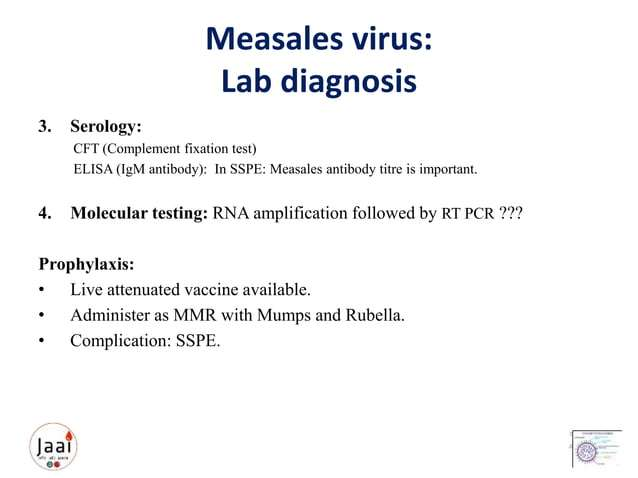 Measales virus:
Lab diagnosis
3. Serology:
CFT (Complement fixation test)
ELISA (IgM antibody): In SSPE: Measales antibody titre is important.
4. Molecular testing: RNA amplification followed by RT PCR ???
Prophylaxis:
• Live attenuated vaccine available.
• Administer as MMR with Mumps and Rubella.
• Complication: SSPE.
Jaai